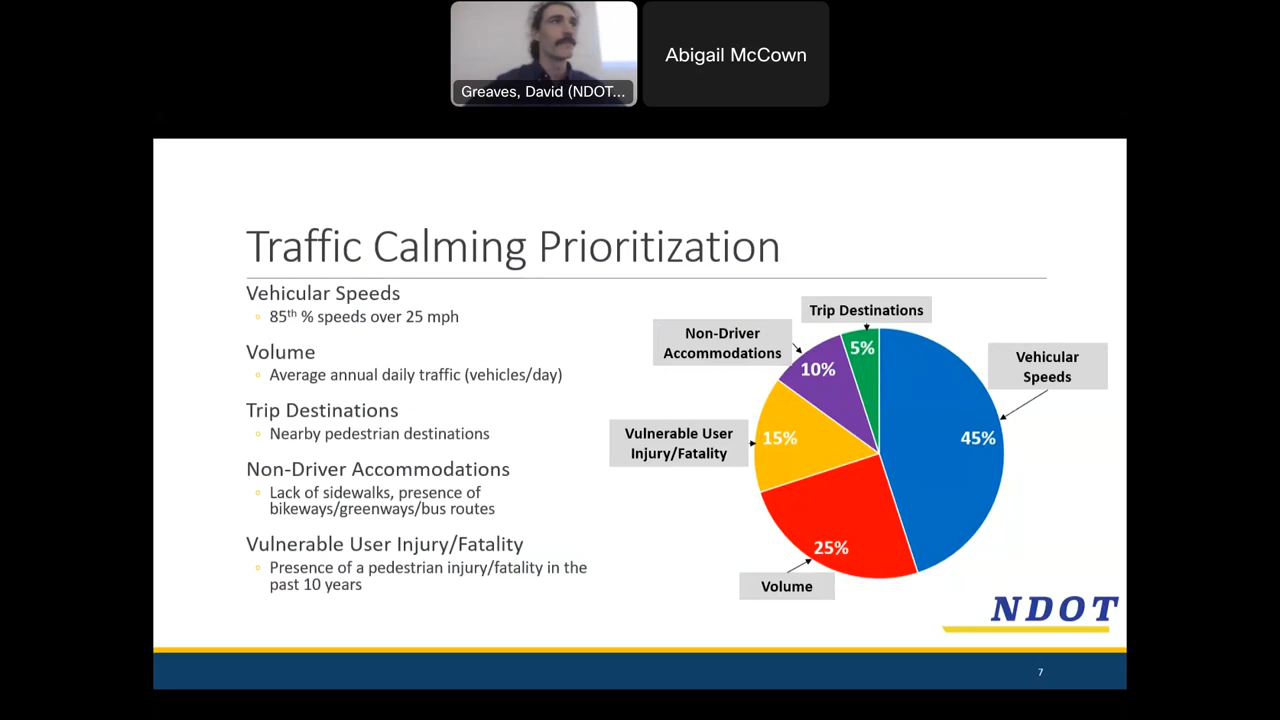 Greaves, David (NDOT...
Abigail McCown
Traffic Calming Prioritization
Vehicular Speeds
85th % speeds over 25 mph
Volume
Average annual daily traffic (vehicles/day)
Trip Destinations
Nearby pedestrian destinations
Non-Driver Accommodations
Lack of sidewalks, presence of
bikeways/greenways/bus routes
Vulnerable User Injury/Fatality
Presence of a pedestrian injury/fatality in the
past 10 years
Trip Destinations
Non-Driver
Accommodations
Vehicular
Speeds
Vulnerable User
Injury/Fatality
Volume
5%
10%
15%
45%
25%
NDOT
7